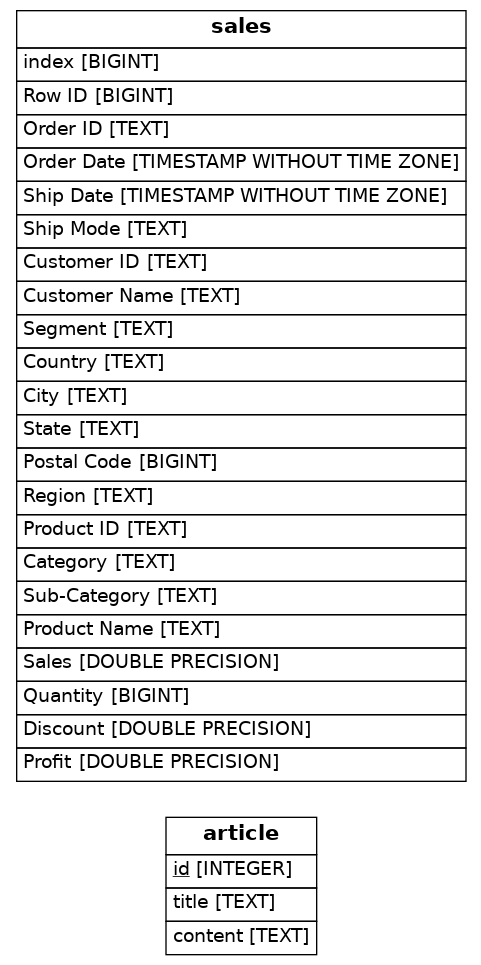 sales
index [BIGINT]
Row ID [BIGINT]
Order ID [TEXT]
Order Date [TIMESTAMP WITHOUT TIME ZONE]
Ship Date [TIMESTAMP WITHOUT TIME ZONE]
Ship Mode [TEXT]
Customer ID [TEXT]
Customer Name [TEXT]
Segment [TEXT]
Country [TEXT]
City [TEXT]
State [TEXT]
Postal Code [BIGINT]
Region [TEXT]
Product ID [TEXT]
Category [TEXT]
Sub-Category [TEXT]
Product Name [TEXT]
Sales [DOUBLE PRECISION]
Quantity [BIGINT]
Discount [DOUBLE PRECISION]
Profit [DOUBLE PRECISION]
article
id [INTEGER]
title [TEXT]
content [TEXT]